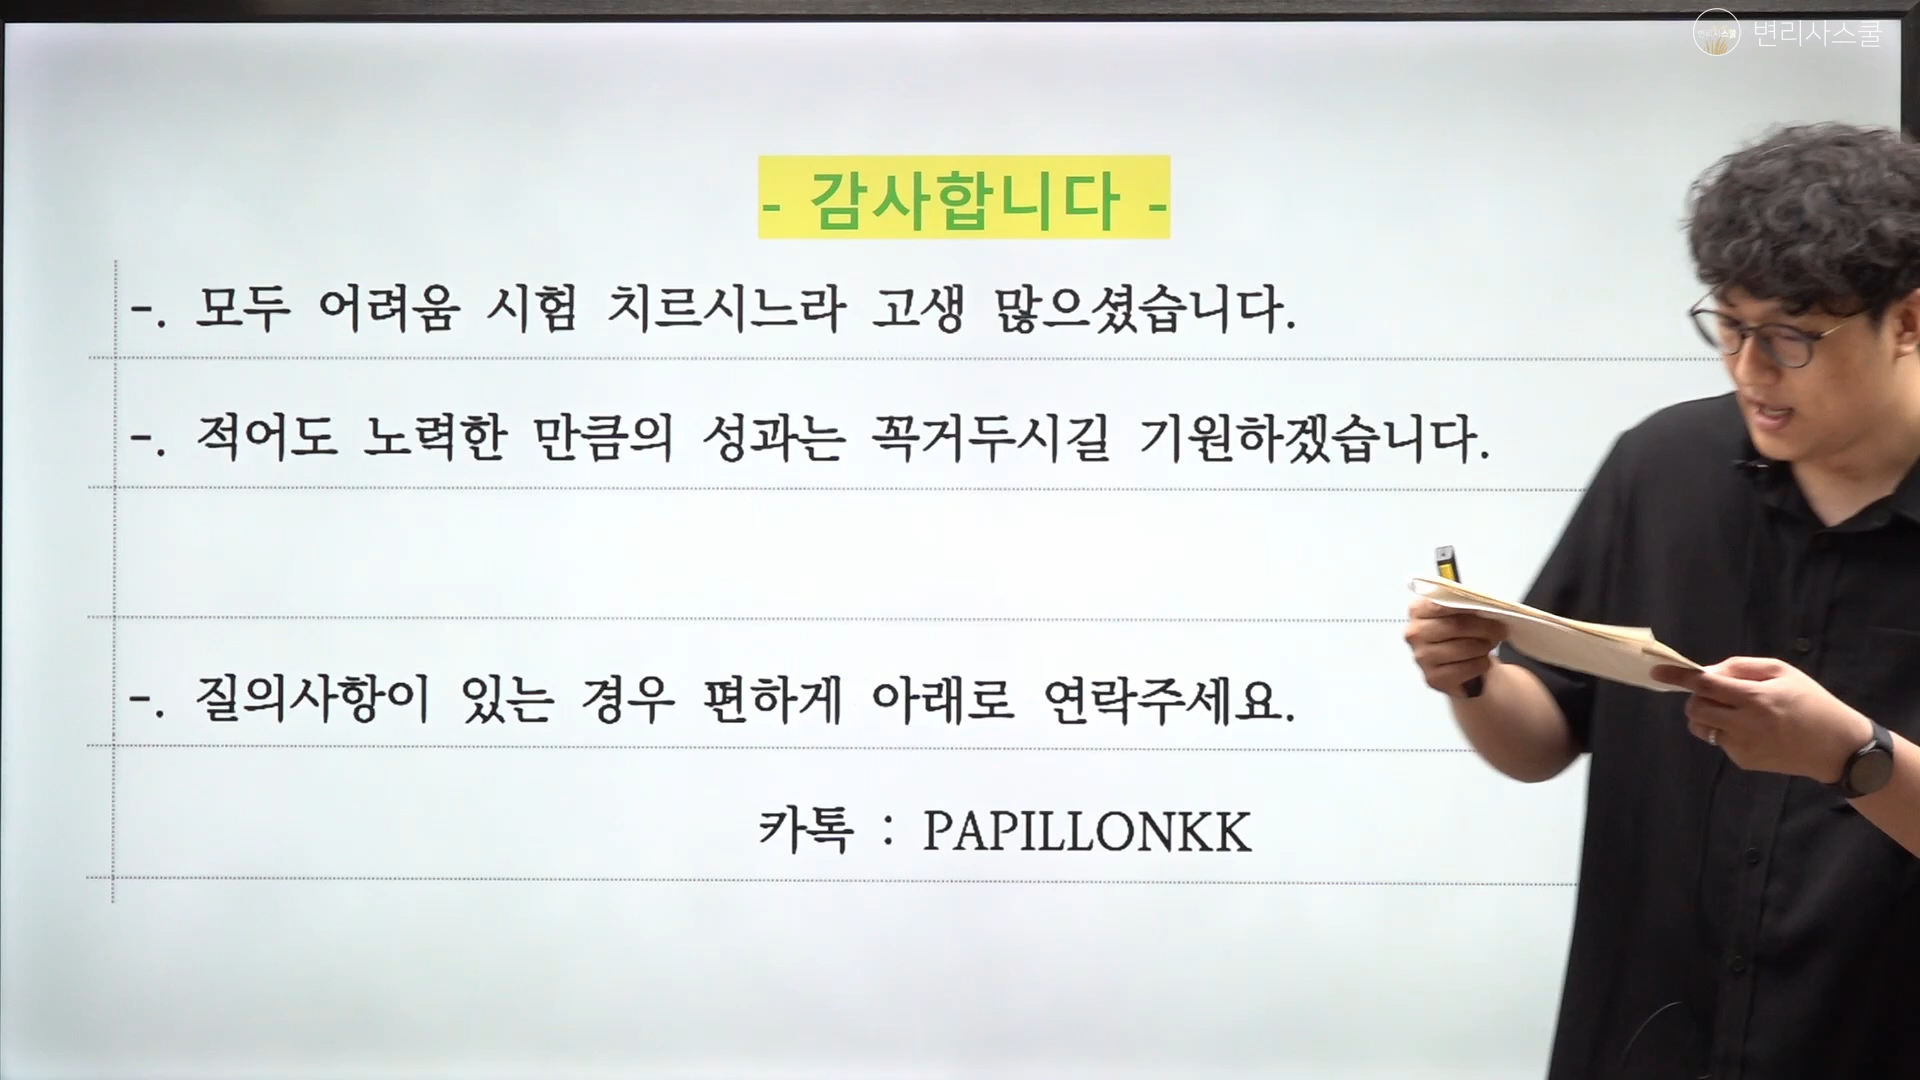 변리사스쿨
- 감사합니다 -
-. 모두 어려움 시험 치르시느라 고생 많으셨습니다.
-. 적어도 노력한 만큼의 성과는 꼭거두시길 기원하겠습니다.
-. 질의사항이 있는 경우 편하게 아래로 연락주세요.
카톡 : PAPILLONKK